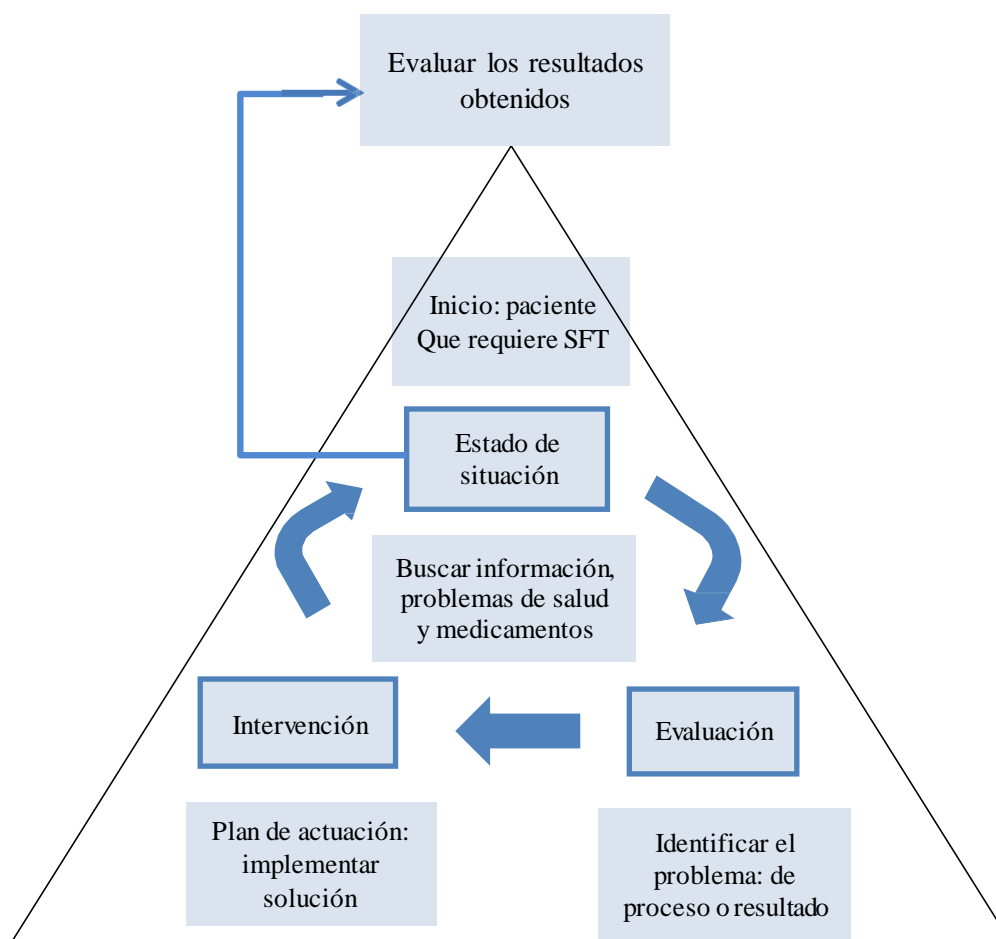 Evaluar los resultados
obtenidos
Inicio: paciente
Que requiere SFT
Estado de
situación
Buscar información,
problemas de salud
y medicamentos
Intervención
Evaluación
Plan de actuación:
implementar
solución
Identificar el
problema: de
proceso o resultado